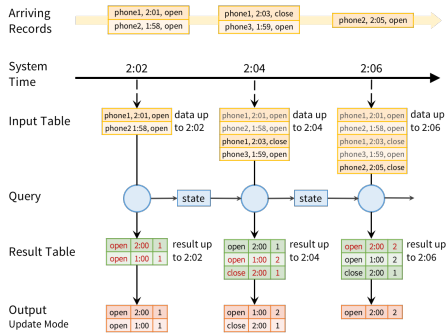 Arriving
Records
phone1, 2:01, open
phone2, 1:58, open
phone1, 2:03, close
phone3, 1:59, open
phone2, 2:05, open
System
Time
2:02
2:04
2:06
Input Table
phone1, 2:01, open
phone2 1:58, open
data up
to 2:02
phone1, 2:01, open
phone2, 1:58, open
phone1, 2:03, close
phone3, 1:59, open
data up
to 2:04
phone1, 2:01, open
phone2, 1:58, open
phone1, 2:03, close
phone3, 1:59, open
phone2, 2:05, close
data up
to 2:06
Query
state
state
Result Table
open 2:00 1
open 1:00 1
result up
to 2:02
open 2:00 1
open 1:00 2
close 2:00 1
result up
to 2:04
open 2:00 2
open 1:00 2
close 2:00 1
result up
to 2:06
Output
Update Mode
open 2:00 1
open 1:00 1
open 1:00 2
close 2:00 1
open 2:00 2